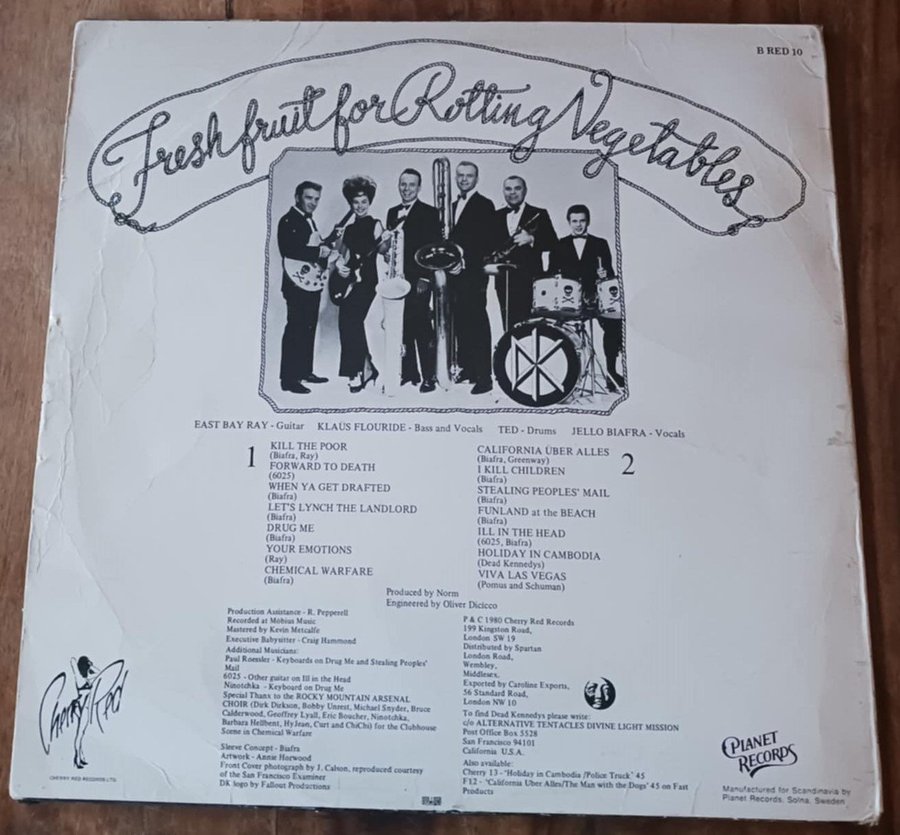 B RED 10
Fresh fruit for Rotting Vegetables
DK
EAST BAY RAY - Guitar KLAUS FLOURIDE - Bass and Vocals TED - Drums JELLO BIAFRA - Vocals
1
KILL THE POOR
(Biafra, Ray)
FORWARD TO DEATH
(6025)
WHEN YA GET DRAFTED
(Biafra)
LET'S LYNCH THE LANDLORD
(Biafra)
DRUG ME
(Biafra)
YOUR EMOTIONS
(Ray)
CHEMICAL WARFARE
(Biafra)
2
CALIFORNIA ÜBER ALLES
(Biafra, Greenway)
I KILL CHILDREN
(Biafra)
STEALING PEOPLES' MAIL
(Biafra)
FUNLAND at the BEACH
(Biafra)
ILL IN THE HEAD
(6025, Biafra)
HOLIDAY IN CAMBODIA
(Dead Kennedys)
VIVA LAS VEGAS
(Pomus and Schuman)
Produced by Norm
Engineered by Oliver Dicicco
Production Assistance - R. Pepperell
Recorded at Mobius Music
Mastered by Kevin Metcalfe
Executive Babysitter - Craig Hammond
Additional Musicians:
Paul Roessler - Keyboards on Drug Me and Stealing Peoples'
Mail
6025 - Other guitar on Ill in the Head
Ninotchka - Keyboard on Drug Me
Special Thanx to the ROCKY MOUNTAIN ARSENAL
CHOIR (Dirk Dirksen, Bobby Unrest, Michael Snyder, Bruce
Calderwood, Geoffrey Lyall, Eric Boucher, Ninotchka,
Barbara Hellbent, HyJean, Curt and ChiChi) for the Clubhouse
Scene in Chemical Warfare
Sleeve Concept - Biafra
Artwork - Annie Horwood
Front Cover photograph by J. Calson, reproduced courtesy
of the San Francisco Examiner
DK logo by Fallout Productions
P & C 1980 Cherry Red Records
199 Kingston Road,
London SW 19
Distributed by Spartan
London Road,
Wembley,
Middlesex.
Exported by Caroline Exports,
56 Standard Road,
London NW 10
To find Dead Kennedys please write:
c/o ALTERNATIVE TENTACLES DIVINE LIGHT MISSION
Post Office Box 5528
San Francisco 94101
California U.S.A.
Also available:
Cherry 13 - 'Holiday in Cambodia /Police Truck' 45
F12 - 'California Uber Alles/The Man with the Dogs' 45 on Fast
Products
Cherry Red
CHERRY RED RECORDS LTD
PLANET
RECORDS
Manufactured for Scandinavia by
Planet Records, Solna, Sweden